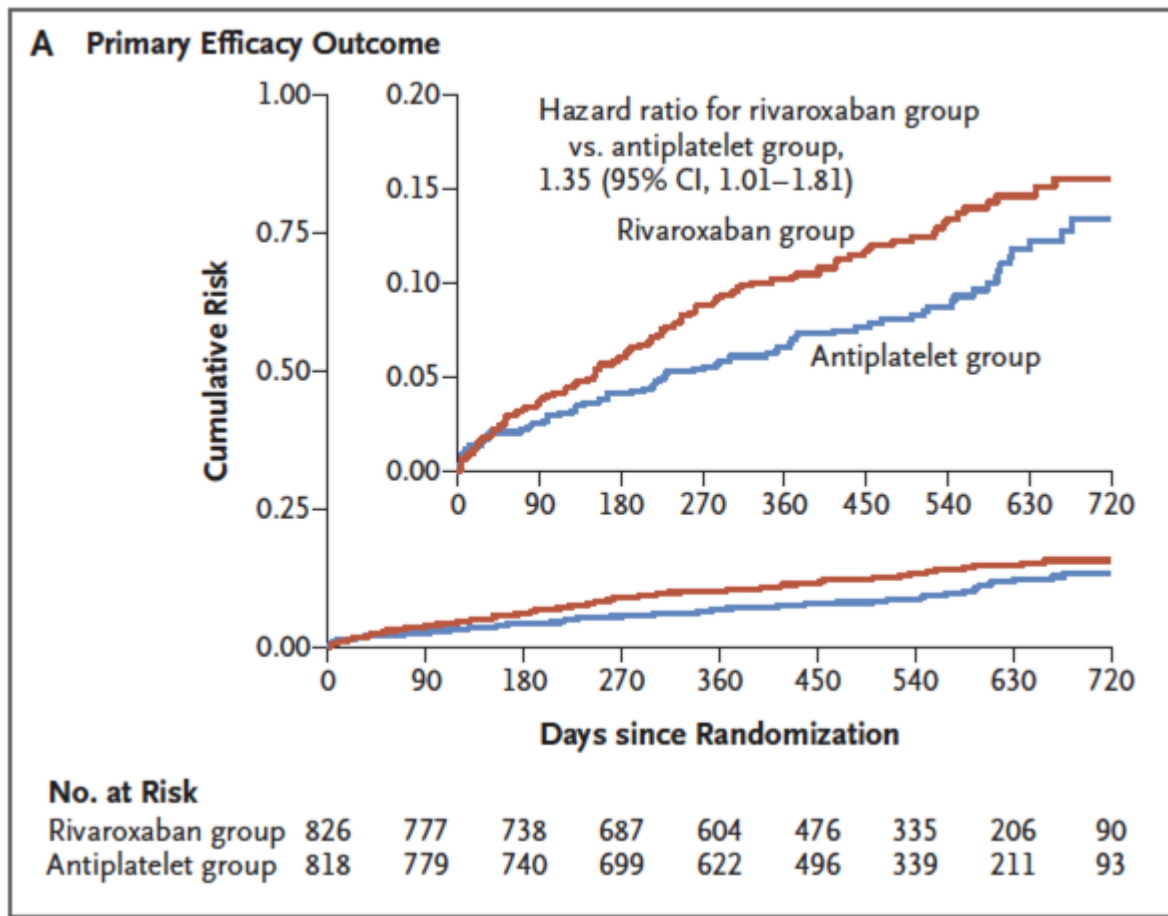 A Primary Efficacy Outcome
1.00
0.75
0.50
0.25
0.00
Cumulative Risk
0.20
0.15
0.10
0.05
0.00
Hazard ratio for rivaroxaban group
vs. antiplatelet group,
1.35 (95% CI, 1.01–1.81)
Rivaroxaban group
Antiplatelet group
0 90 180 270 360 450 540 630 720
0 90 180 270 360 450 540 630 720
Days since Randomization
No. at Risk
Rivaroxaban group 826 777 738 687 604 476 335 206 90
Antiplatelet group 818 779 740 699 622 496 339 211 93